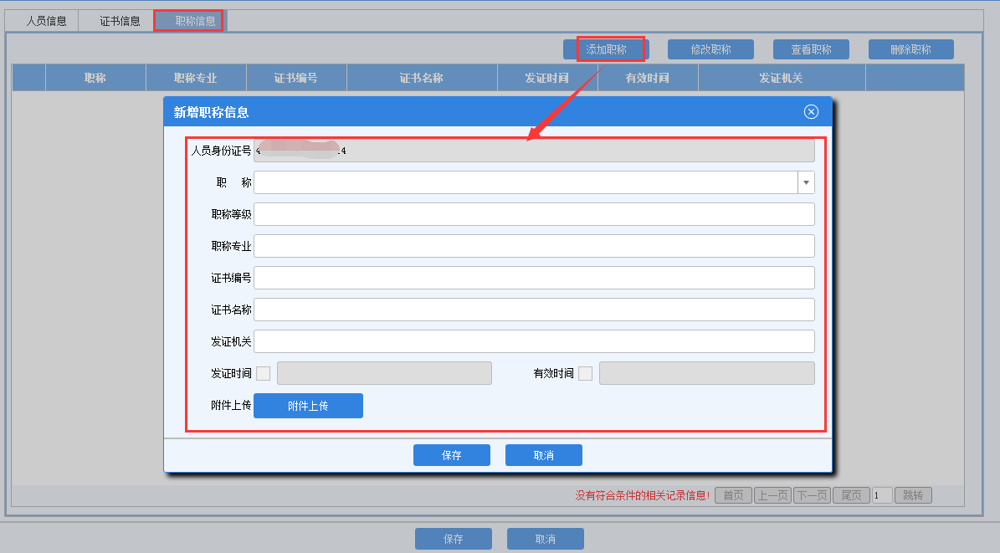 人员信息 证书信息 职称信息
添加职称 修改职称 查看职称 删除职称
职称 职称专业 证书编号 证书名称 发证时间 有效时间 发证机关
新增职称信息
人员身份证号 4 4
职 称
职称等级
职称专业
证书编号
证书名称
发证机关
发证时间 有效时间
附件上传 附件上传
保存 取消
没有符合条件的相关记录信息! 首页 上一页 下一页 尾页 1 跳转
保存 取消